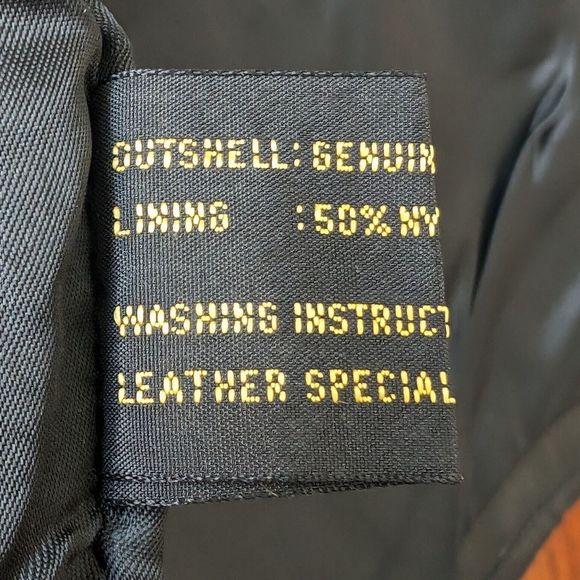 OUTSHELL: GENUIN
LINING :50% NY
WASHING INSTRUCT
LEATHER SPECIAL